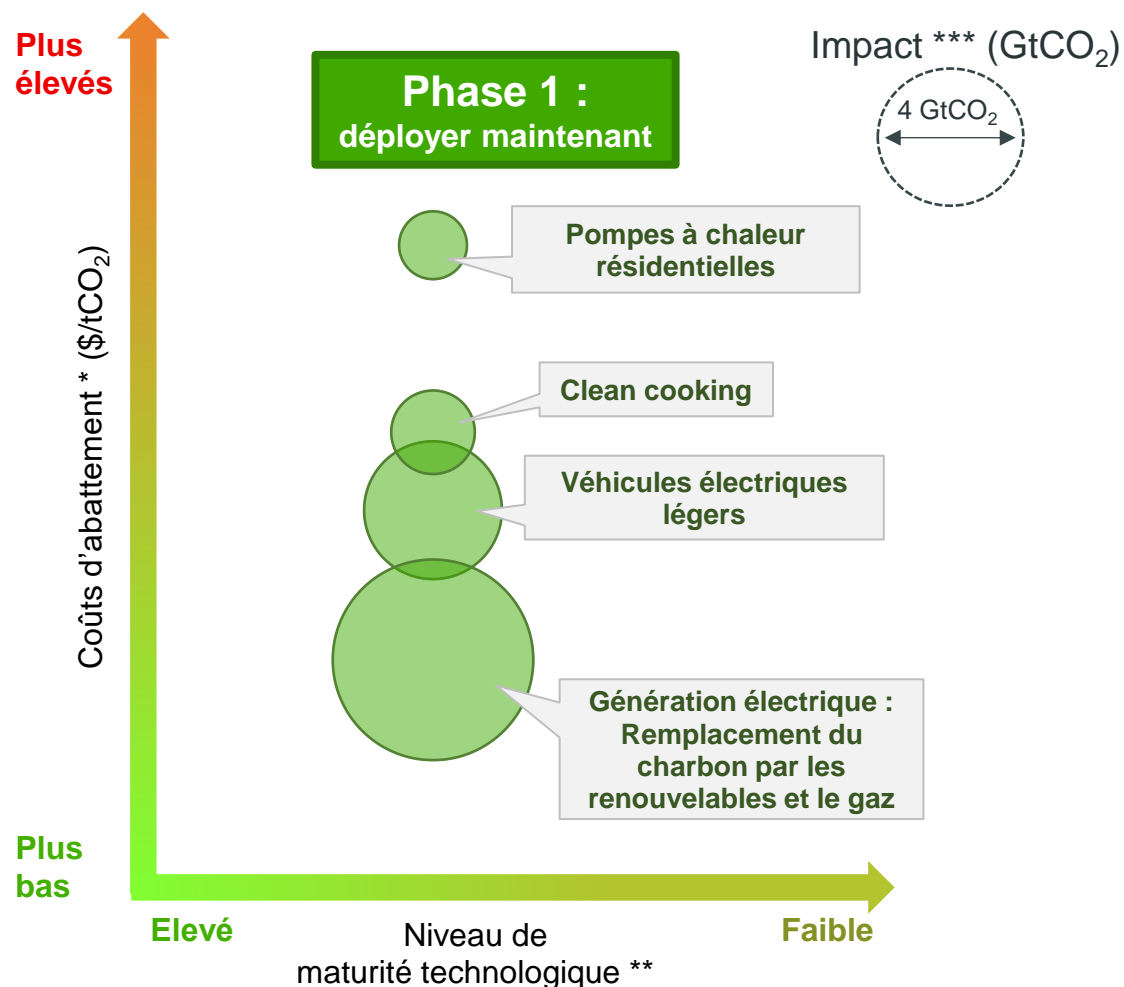 Plus
élevés
Phase 1 :
déployer maintenant
Impact *** (GtCO₂)
4 GtCO₂
Pompes à chaleur
résidentielles
Coûts d’abattement * ($/tCO₂)
Clean cooking
Véhicules électriques
légers
Génération électrique :
Remplacement du
charbon par les
renouvelables et le gaz
Plus
bas
Elevé
Niveau de
maturité technologique **
Faible